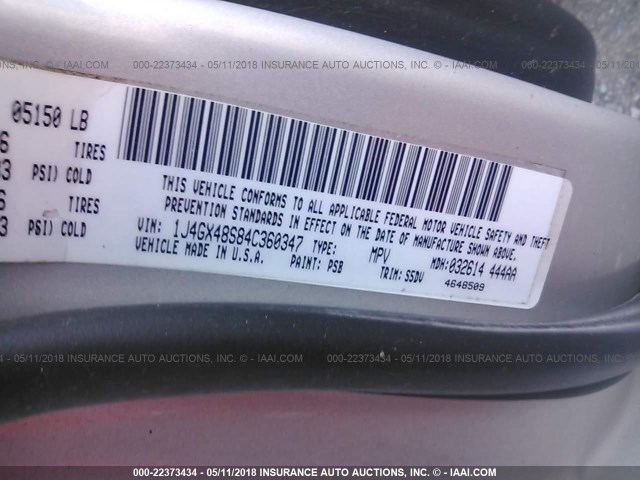 000-22373434 - 05/11/2018 INSURANCE AUTO AUCTIONS, INC. © - IAAI.COM
05150 LB
TIRES
PSI) COLD
TIRES
PSI) COLD
THIS VEHICLE CONFORMS TO ALL APPLICABLE FEDERAL MOTOR VEHICLE SAFETY AND THEFT
PREVENTION STANDARDS IN EFFECT ON THE DATE OF MANUFACTURE SHOWN ABOVE.
VIN: 1J4GX48S84C360347 TYPE: MPV MDH: 032614 444AA
VEHICLE MADE IN U.S.A. PAINT: PSB TRIM: S5DV 4648509
000-22373434 - 05/11/2018 INSURANCE AUTO AUCTIONS, INC. © - IAAI.COM
000-22373434 - 05/11/2018 INSURANCE AUTO AUCTIONS, INC. © - IAAI.COM